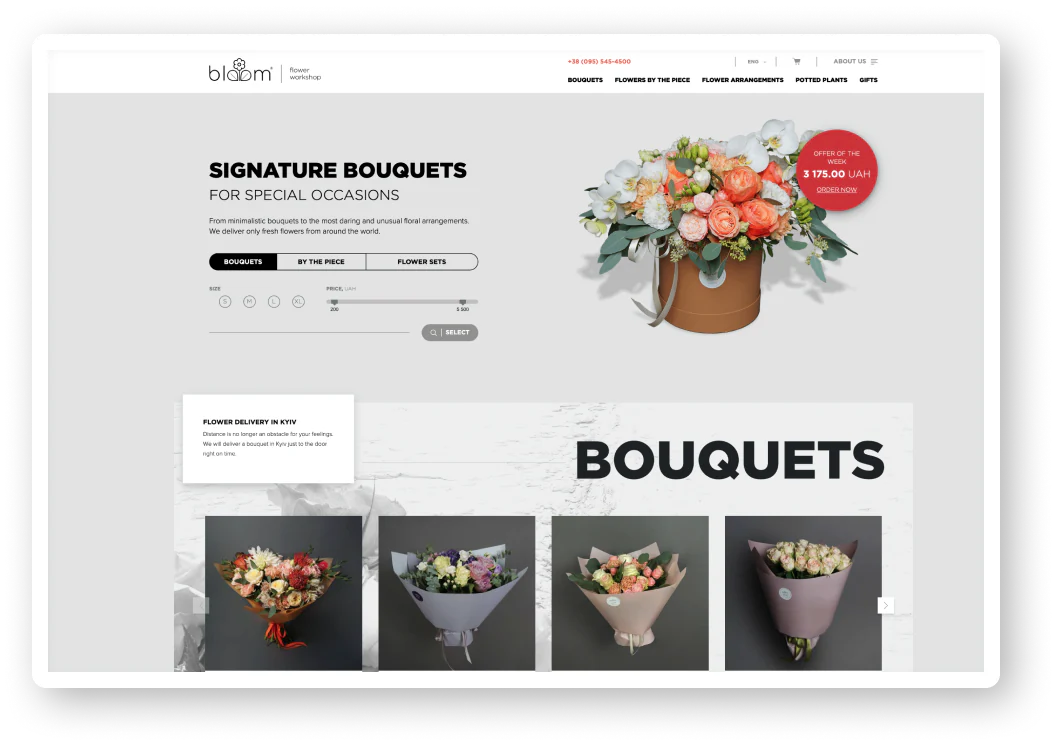 bloom®
flower
workshop
+38 (095) 545-4500
ENG
ABOUT US
BOUQUETS FLOWERS BY THE PIECE FLOWER ARRANGEMENTS POTTED PLANTS GIFTS
SIGNATURE BOUQUETS
FOR SPECIAL OCCASIONS
From minimalistic bouquets to the most daring and unusual floral arrangements.
We deliver only fresh flowers from around the world.
BOUQUETS BY THE PIECE FLOWER SETS
SIZE
S M L XL
PRICE, UAH
200 5 500
SELECT
OFFER OF THE
WEEK
3 175.00 UAH
ORDER NOW
FLOWER DELIVERY IN KYIV
Distance is no longer an obstacle for your feelings.
We will deliver a bouquet in Kyiv just to the door
right on time.
BOUQUETS